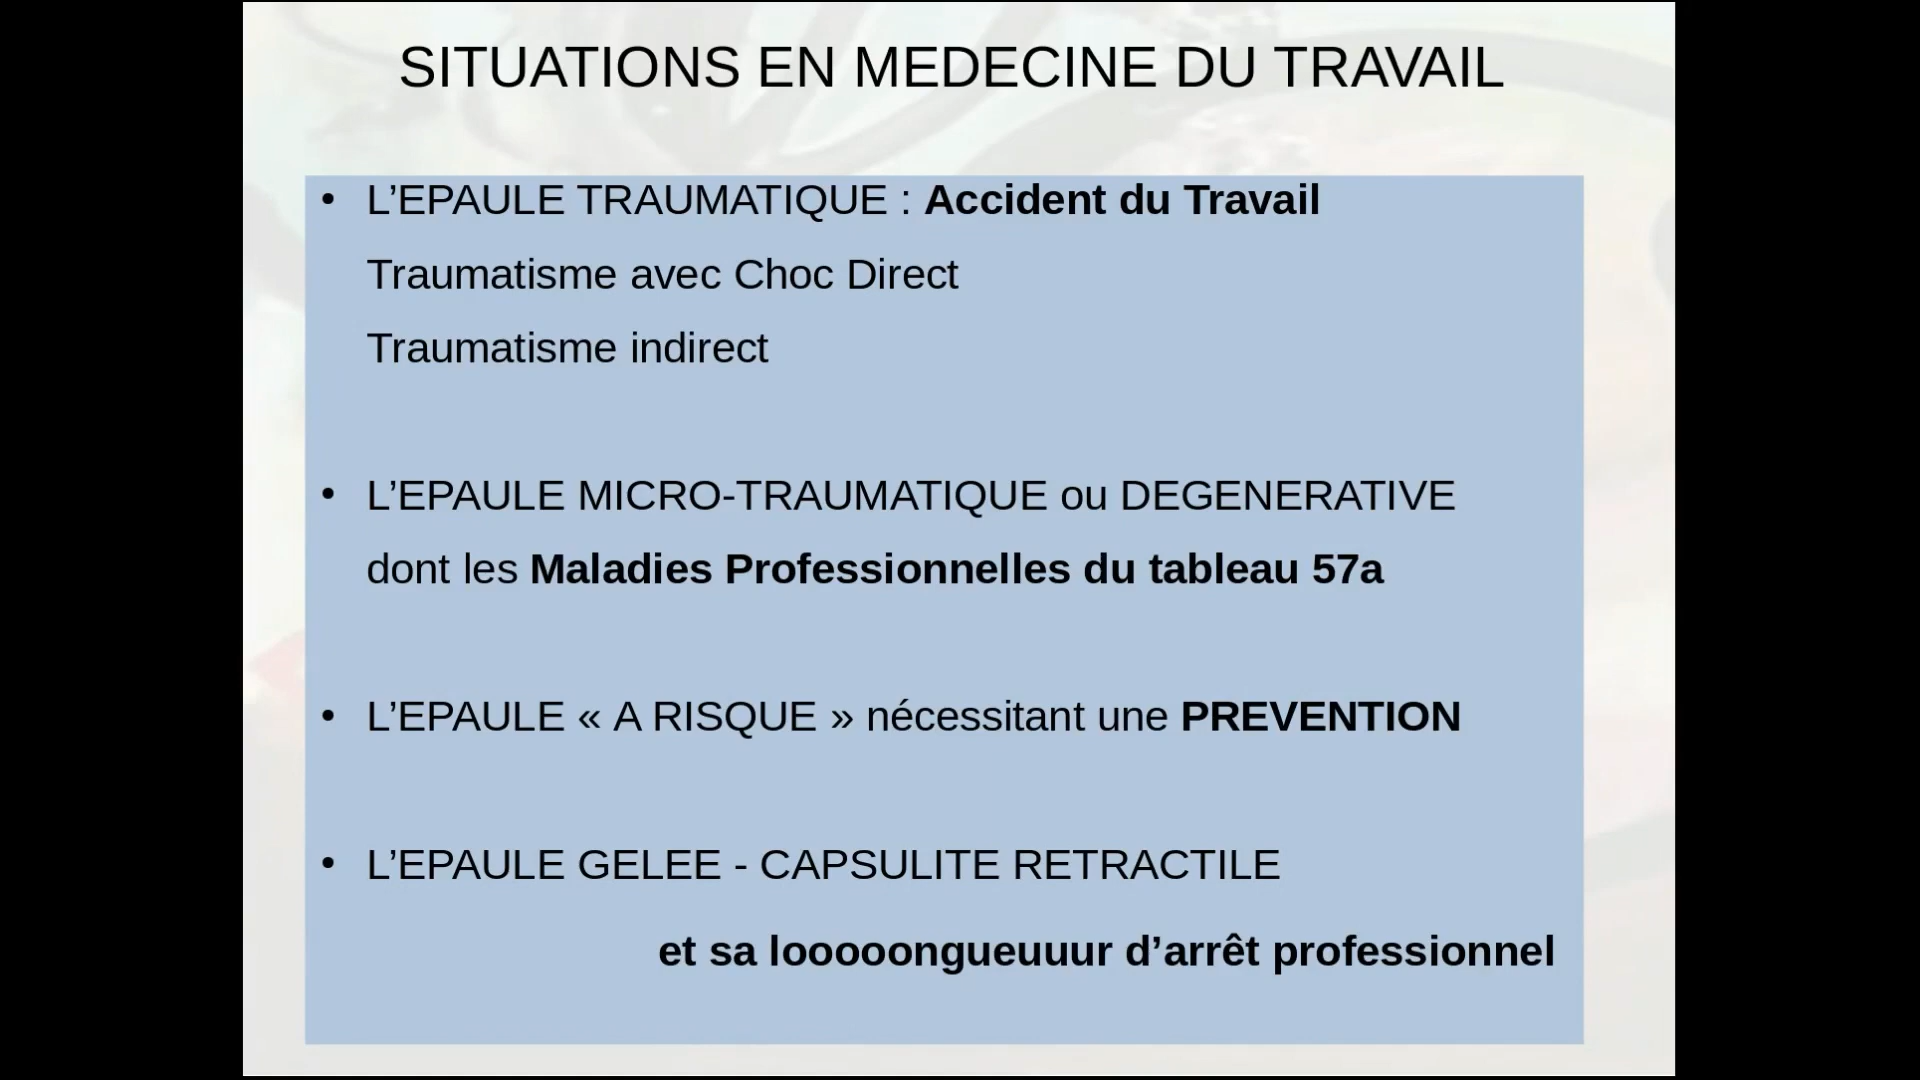 SITUATIONS EN MEDECINE DU TRAVAIL
• L’EPAULE TRAUMATIQUE : Accident du Travail
Traumatisme avec Choc Direct
Traumatisme indirect
• L’EPAULE MICRO-TRAUMATIQUE ou DEGENERATIVE
dont les Maladies Professionnelles du tableau 57a
• L’EPAULE « A RISQUE » nécessitant une PREVENTION
• L’EPAULE GELEE - CAPSULITE RETRACTILE
et sa looooongueuuur d’arrêt professionnel